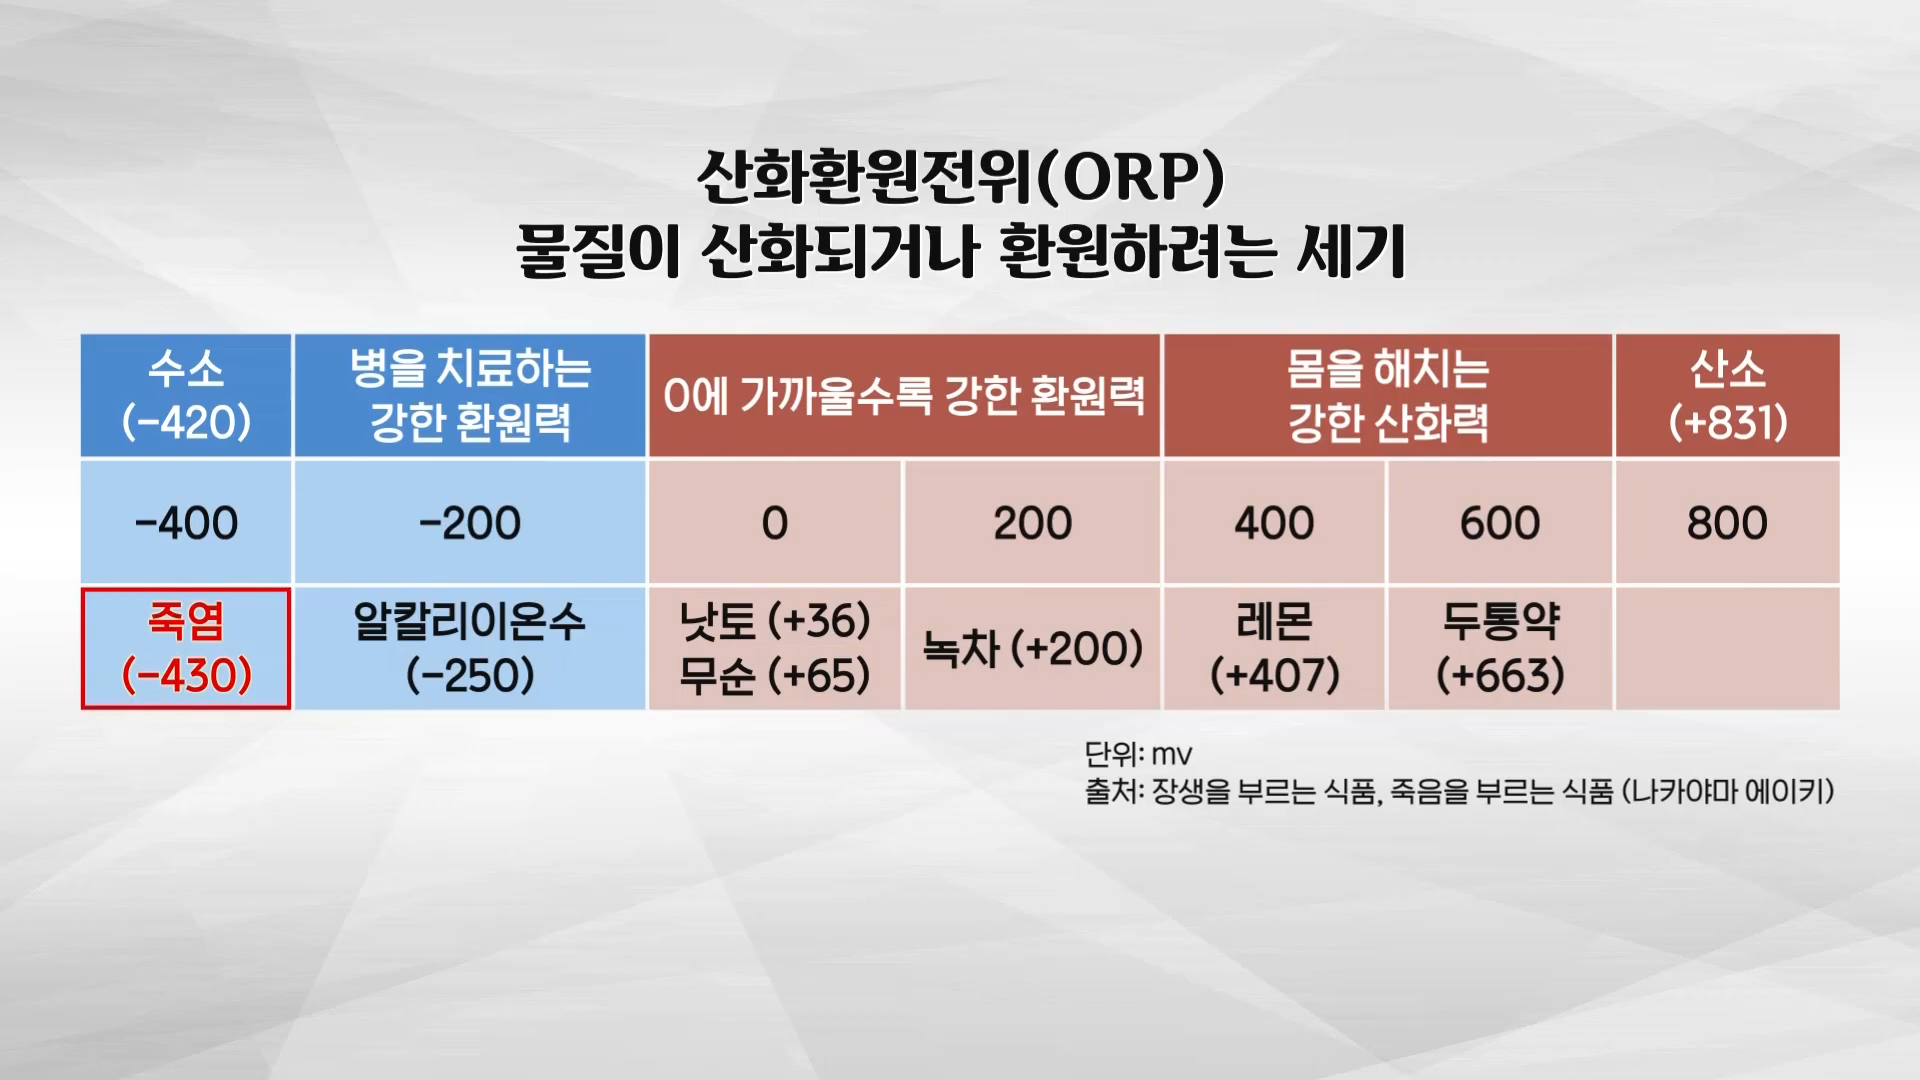 산화환원전위(ORP)
물질이 산화되거나 환원하려는 세기
수소
(-420)
병을 치료하는
강한 환원력
0에 가까울수록 강한 환원력
몸을 해치는
강한 산화력
산소
(+831)
-400
-200
0
200
400
600
800
죽염
(-430)
알칼리이온수
(-250)
낫토 (+36)
무순 (+65)
녹차 (+200)
레몬
(+407)
두통약
(+663)
단위: mv
출처: 장생을 부르는 식품, 죽음을 부르는 식품 (나카야마 에이키)